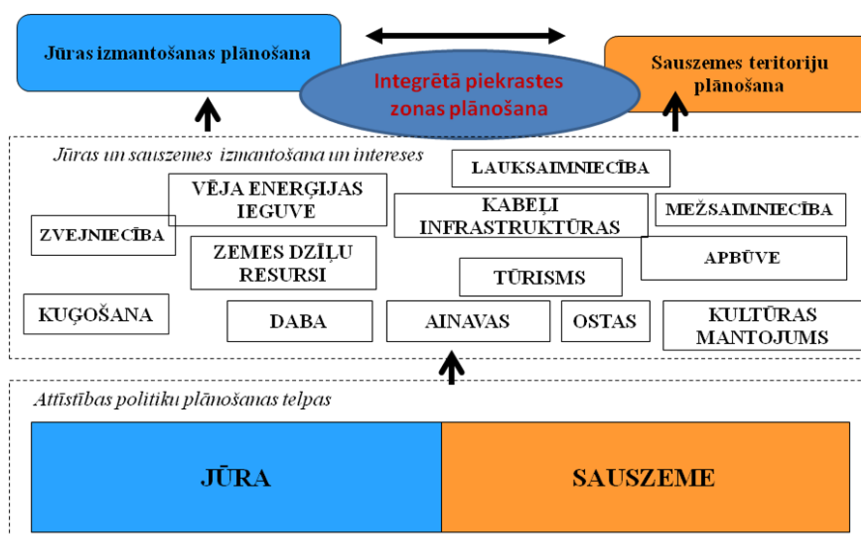 Jūras izmantošanas plānošana
Integrētā piekrastes
zonas plānošana
Sauszemes teritoriju
plānošana
Jūras un sauszemes izmantošana un intereses
LAUKSAIMNIECĪBA
VĒJA ENERĢIJAS
IEGUVE
KABEĻI
INFRASTRUKTŪRAS
MEŽSAIMNIECĪBA
ZVEJNIECĪBA
ZEMES DZĪĻU
RESURSI
APBŪVE
TŪRISMS
KUĢOŠANA
DABA
AINAVAS
OSTAS
KULTŪRAS
MANTOJUMS
Attīstības politiku plānošanas telpas
JŪRA
SAUSZEME